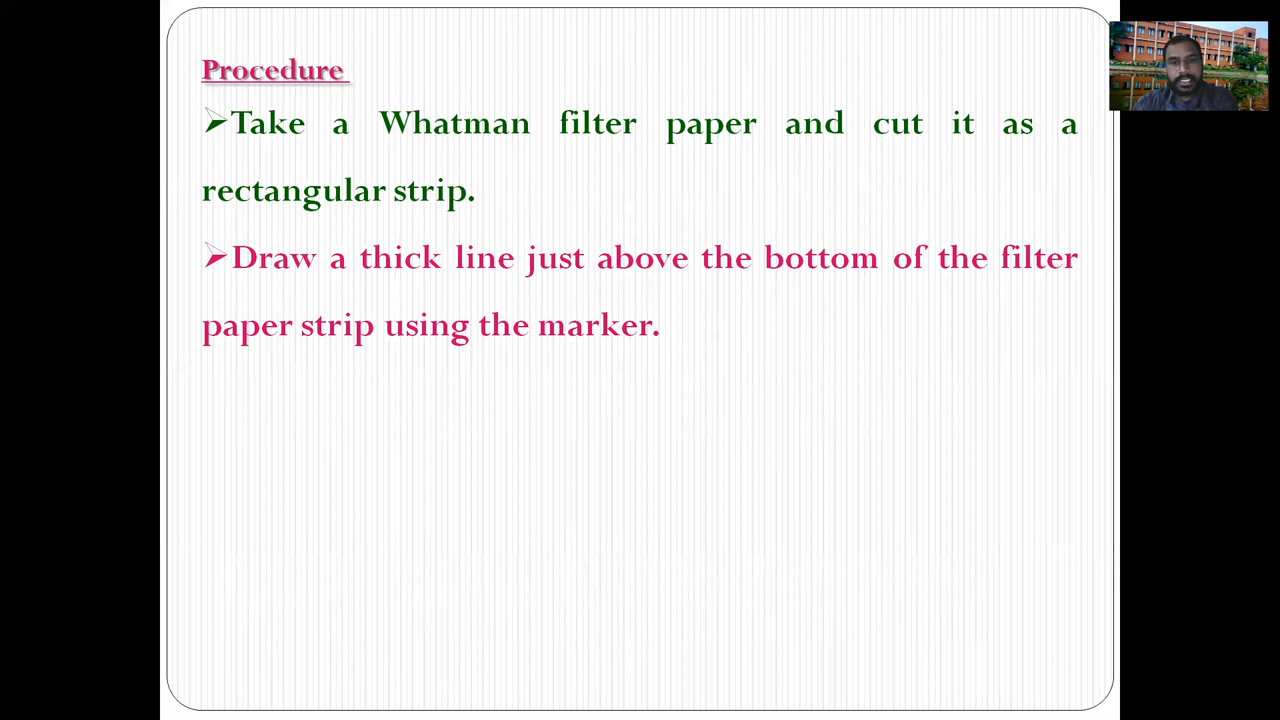 Procedure
➢Take a Whatman filter paper and cut it as a
rectangular strip.
➢Draw a thick line just above the bottom of the filter
paper strip using the marker.